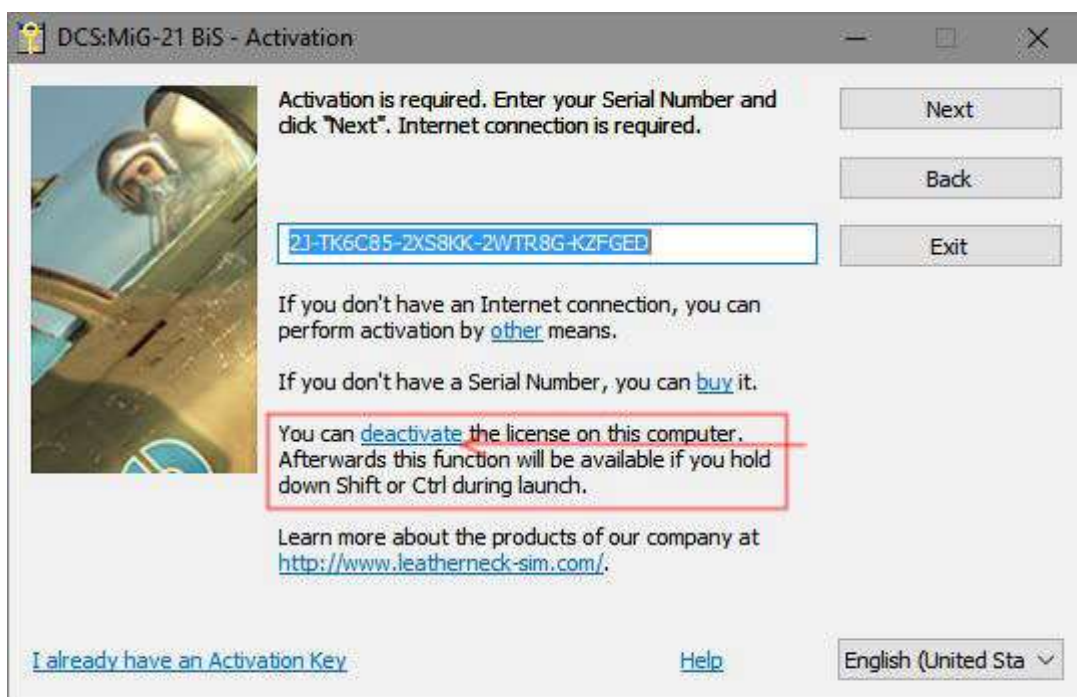 DCS:MiG-21 BiS - Activation
Activation is required. Enter your Serial Number and
click "Next". Internet connection is required.
Next
Back
2J-TK6C85-2XS8KK-2WTR8G-KZFGED
Exit
If you don't have an Internet connection, you can
perform activation by other means.
If you don't have a Serial Number, you can buy it.
You can deactivate the license on this computer.
Afterwards this function will be available if you hold
down Shift or Ctrl during launch.
Learn more about the products of our company at
http://www.leatherneck-sim.com/.
I already have an Activation Key
Help
English (United Sta